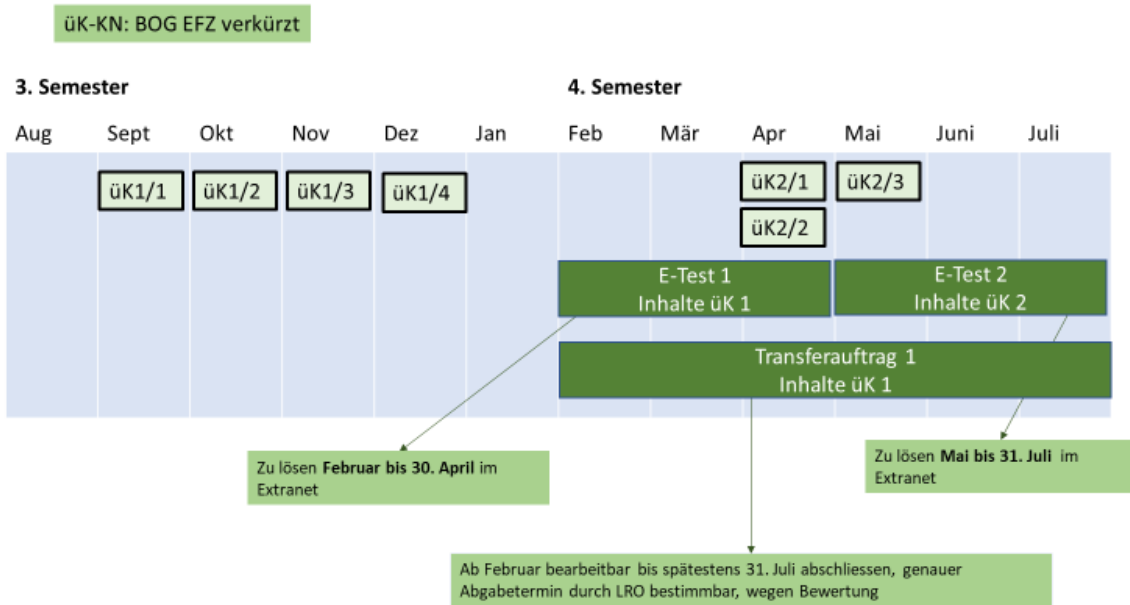 üK-KN: BOG EFZ verkürzt
3. Semester
4. Semester
Aug Sept Okt Nov Dez Jan Feb Mär Apr Mai Juni Juli
üK1/1 üK1/2 üK1/3 üK1/4 üK2/1 üK2/3
üK2/2
E-Test 1
Inhalte üK 1
E-Test 2
Inhalte üK 2
Transferauftrag 1
Inhalte üK 1
Zu lösen Februar bis 30. April im
Extranet
Zu lösen Mai bis 31. Juli im
Extranet
Ab Februar bearbeitbar bis spätestens 31. Juli abschliessen, genauer
Abgabetermin durch LRO bestimmbar, wegen Bewertung